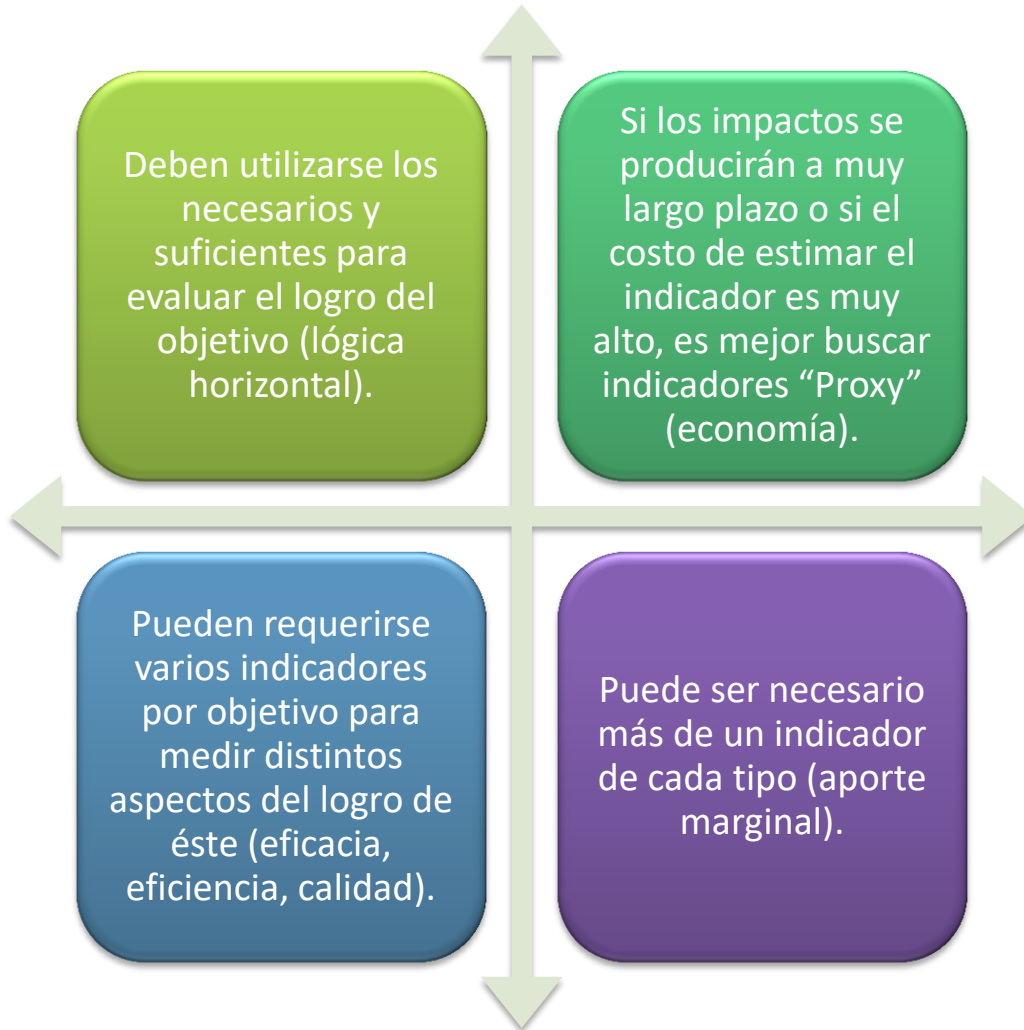 Deben utilizarse los
necesarios y
suficientes para
evaluar el logro del
objetivo (lógica
horizontal).
Si los impactos se
producirán a muy
largo plazo o si el
costo de estimar el
indicador es muy
alto, es mejor buscar
indicadores “Proxy”
(economía).
Pueden requerirse
varios indicadores
por objetivo para
medir distintos
aspectos del logro de
éste (eficacia,
eficiencia, calidad).
Puede ser necesario
más de un indicador
de cada tipo (aporte
marginal).